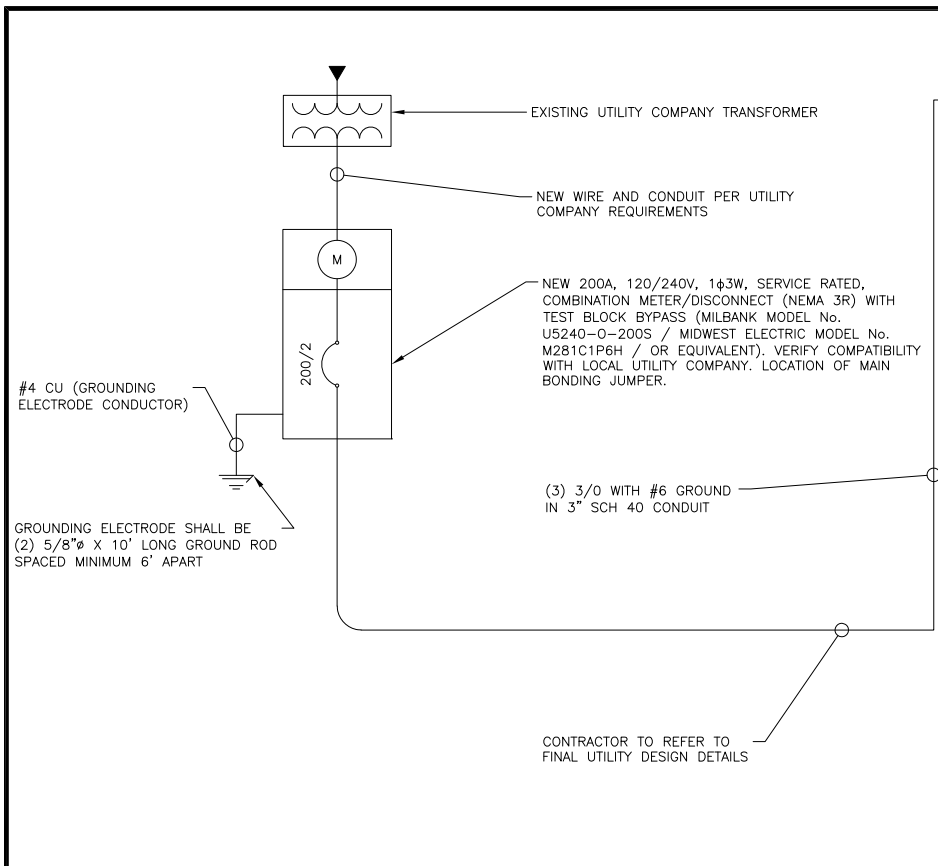 EXISTING UTILITY COMPANY TRANSFORMER
NEW WIRE AND CONDUIT PER UTILITY
COMPANY REQUIREMENTS
M
NEW 200A, 120/240V, 1ϕ3W, SERVICE RATED,
COMBINATION METER/DISCONNECT (NEMA 3R) WITH
TEST BLOCK BYPASS (MILBANK MODEL No.
U5240-O-200S / MIDWEST ELECTRIC MODEL No.
M281C1P6H / OR EQUIVALENT). VERIFY COMPATIBILITY
WITH LOCAL UTILITY COMPANY. LOCATION OF MAIN
BONDING JUMPER.
200/2
#4 CU (GROUNDING
ELECTRODE CONDUCTOR)
(3) 3/0 WITH #6 GROUND
IN 3" SCH 40 CONDUIT
GROUNDING ELECTRODE SHALL BE
(2) 5/8"ø X 10' LONG GROUND ROD
SPACED MINIMUM 6' APART
CONTRACTOR TO REFER TO
FINAL UTILITY DESIGN DETAILS